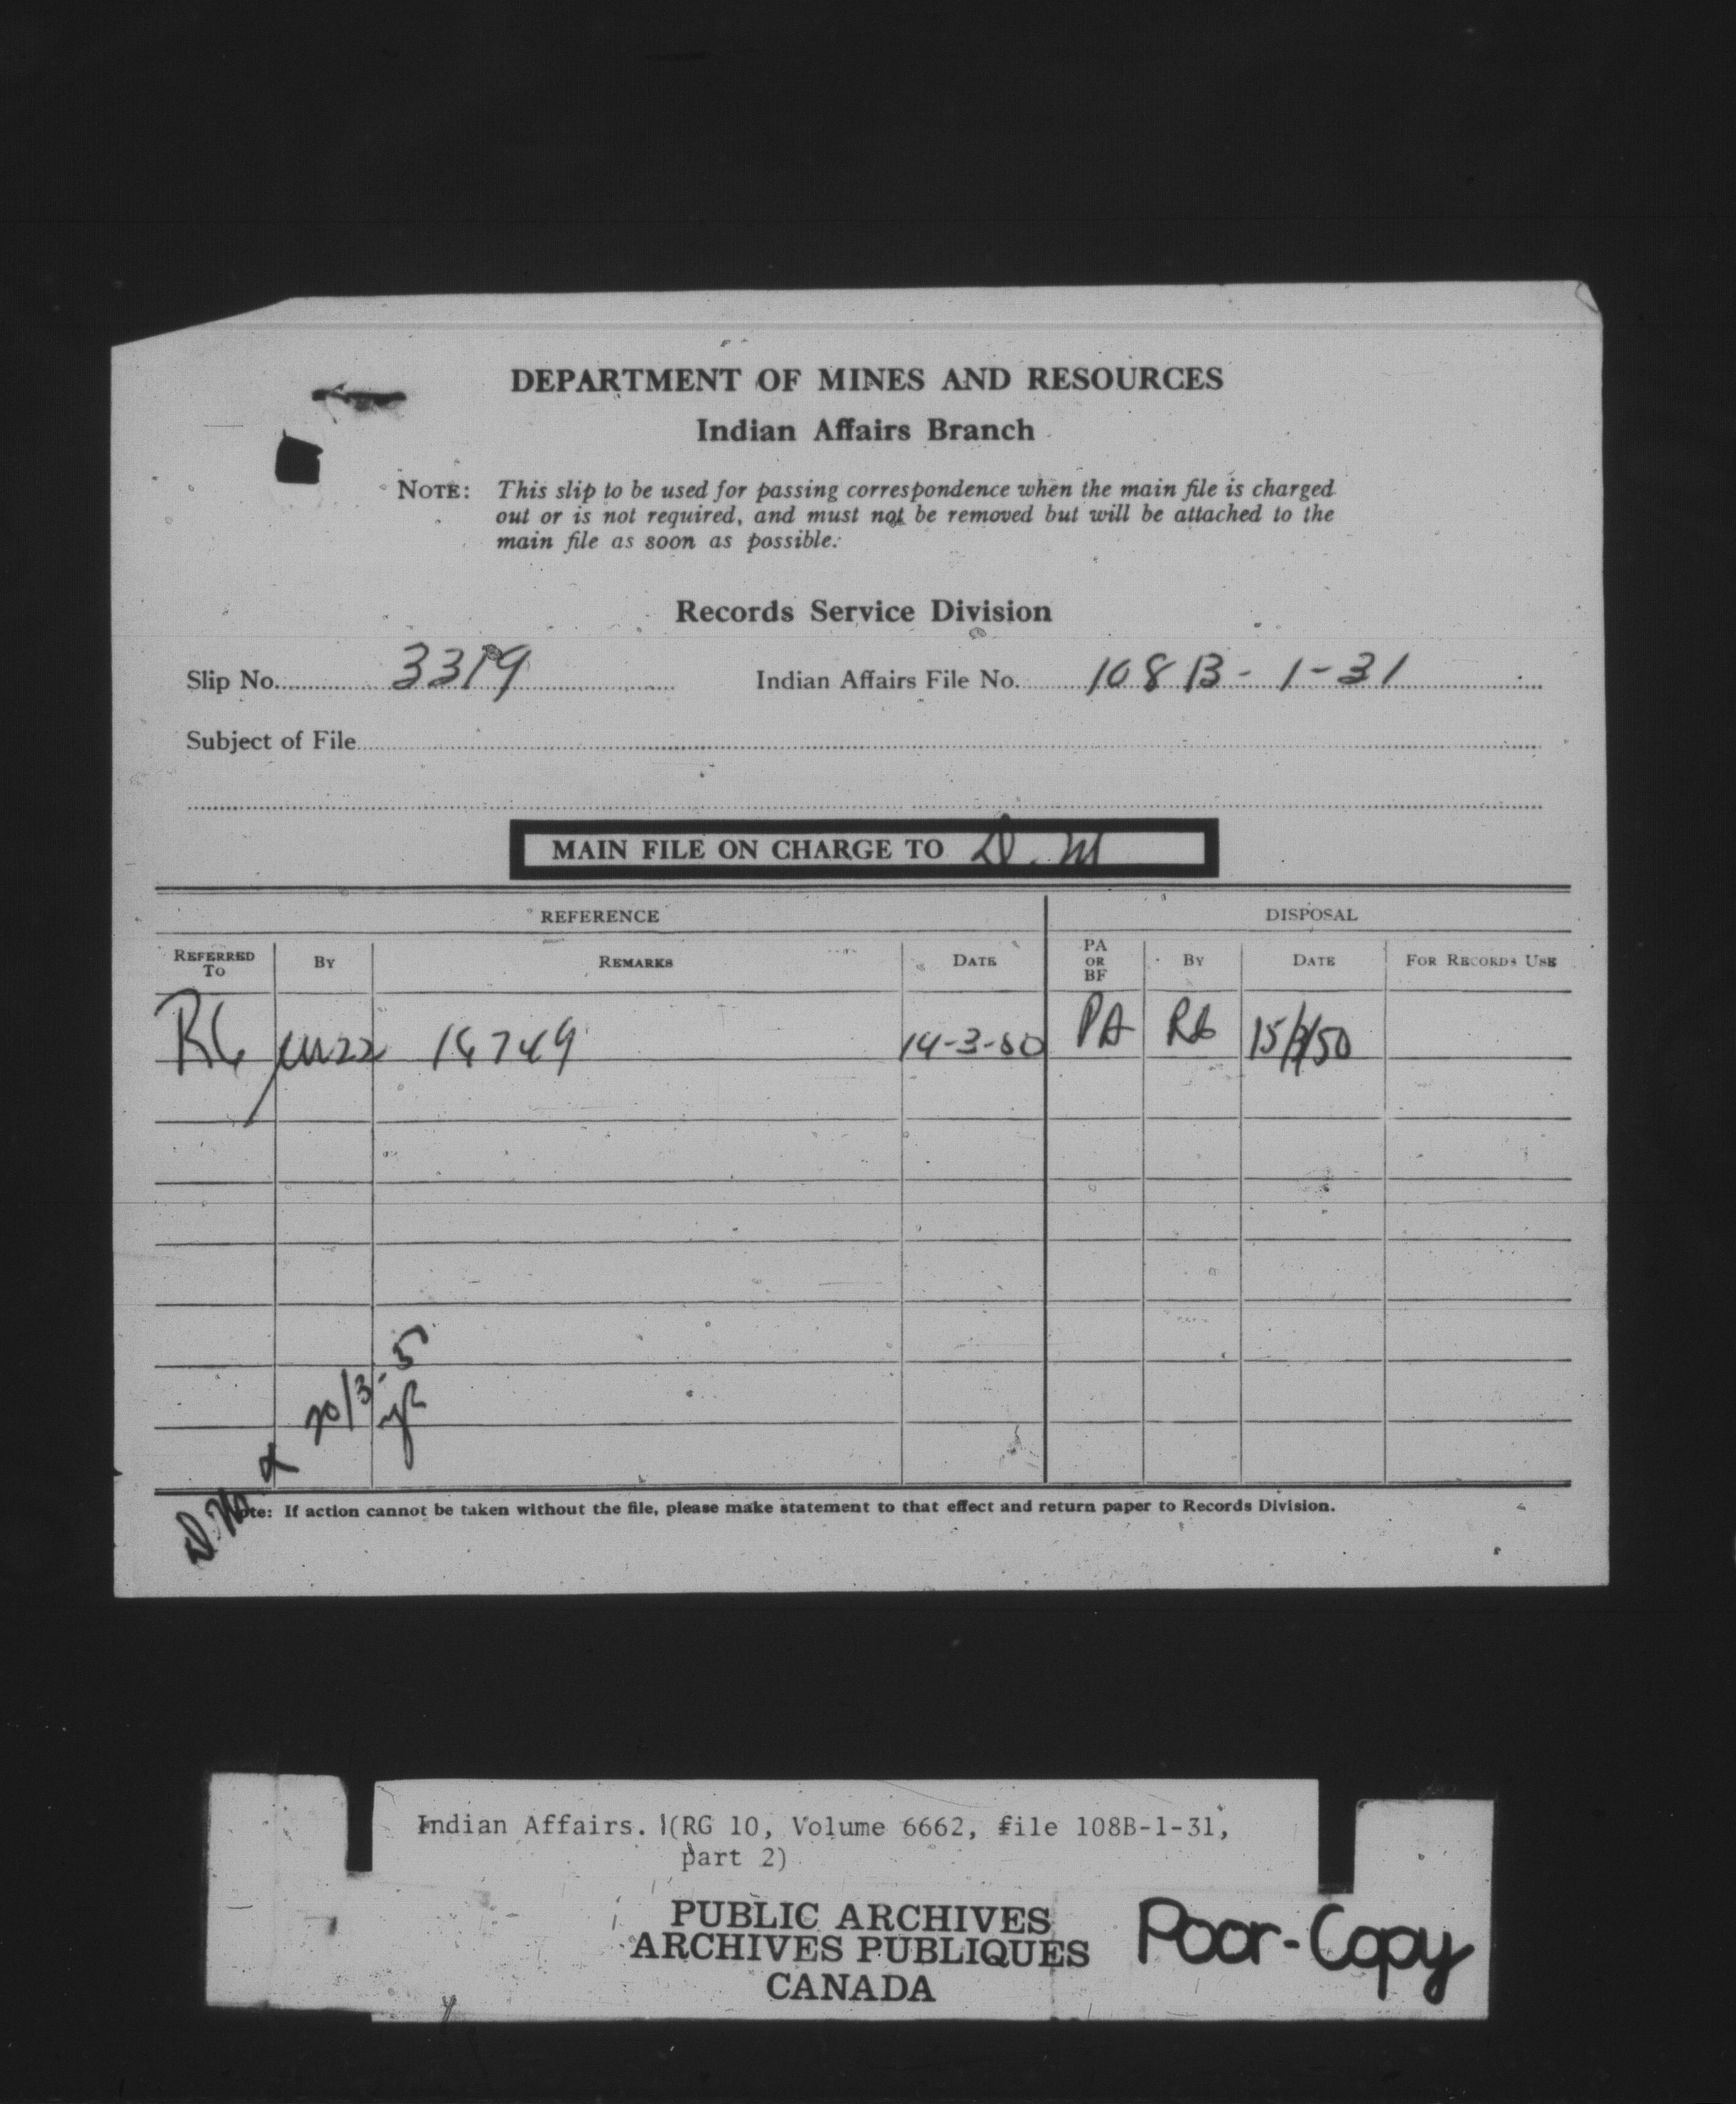 DEPARTMENT OF MINES AND RESOURCES
Indian Affairs Branch
NOTE: This slip to be used for passing correspondence when the main file is charged
out or is not required, and must not be removed but will be attached to the
main file as soon as possible.
Records Service Division
Slip No. 3319 Indian Affairs File No. 108B-1-31
Subject of File
MAIN FILE ON CHARGE TO D.M
REFERENCE DISPOSAL
REFERRED TO BY REMARKS DATE PA OR BF BY DATE FOR RECORDS USE
14-3-50 PA 15/3/50
20/3-5
Note: If action cannot be taken without the file, please make statement to that effect and return paper to Records Division.
Indian Affairs. (RG 10, Volume 6662, file 108B-1-31,
part 2)
PUBLIC ARCHIVES
ARCHIVES PUBLIQUES
CANADA
Poor-Copy